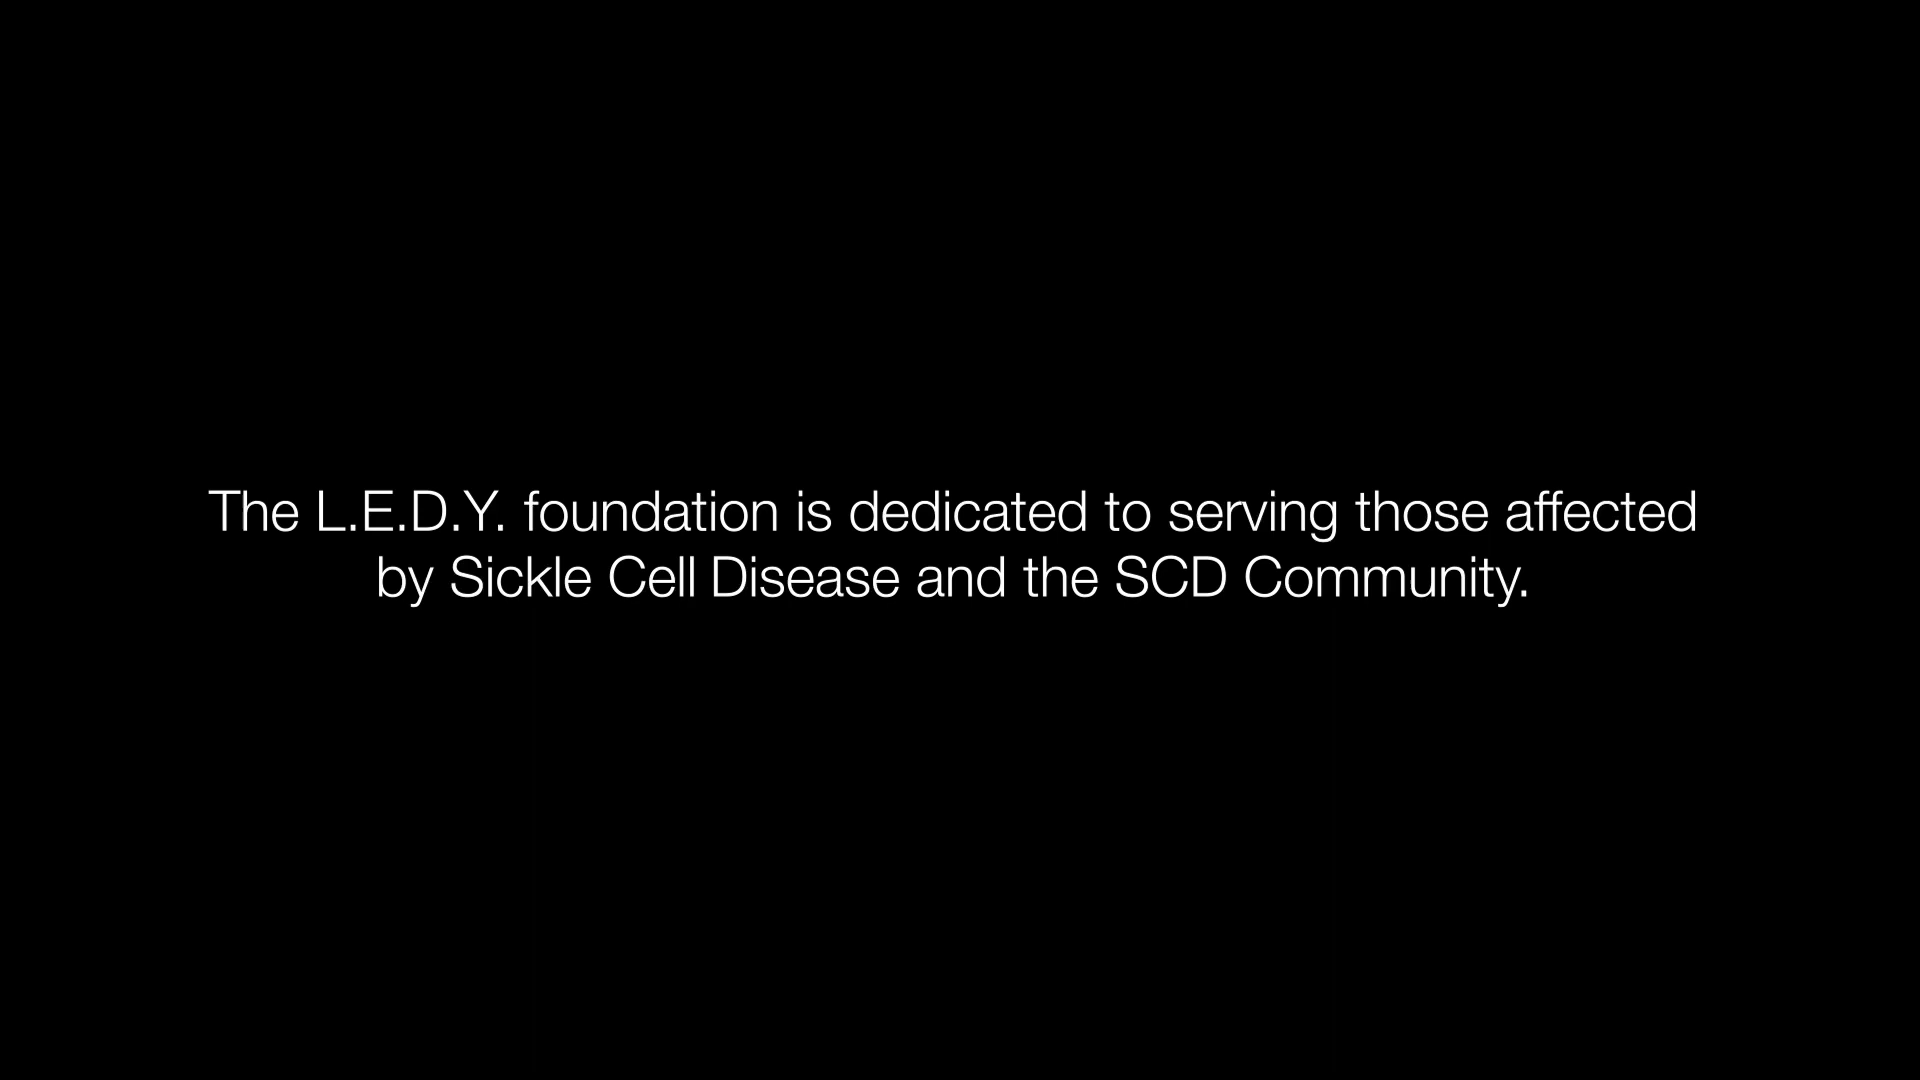 The L.E.D.Y. foundation is dedicated to serving those affected
by Sickle Cell Disease and the SCD Community.